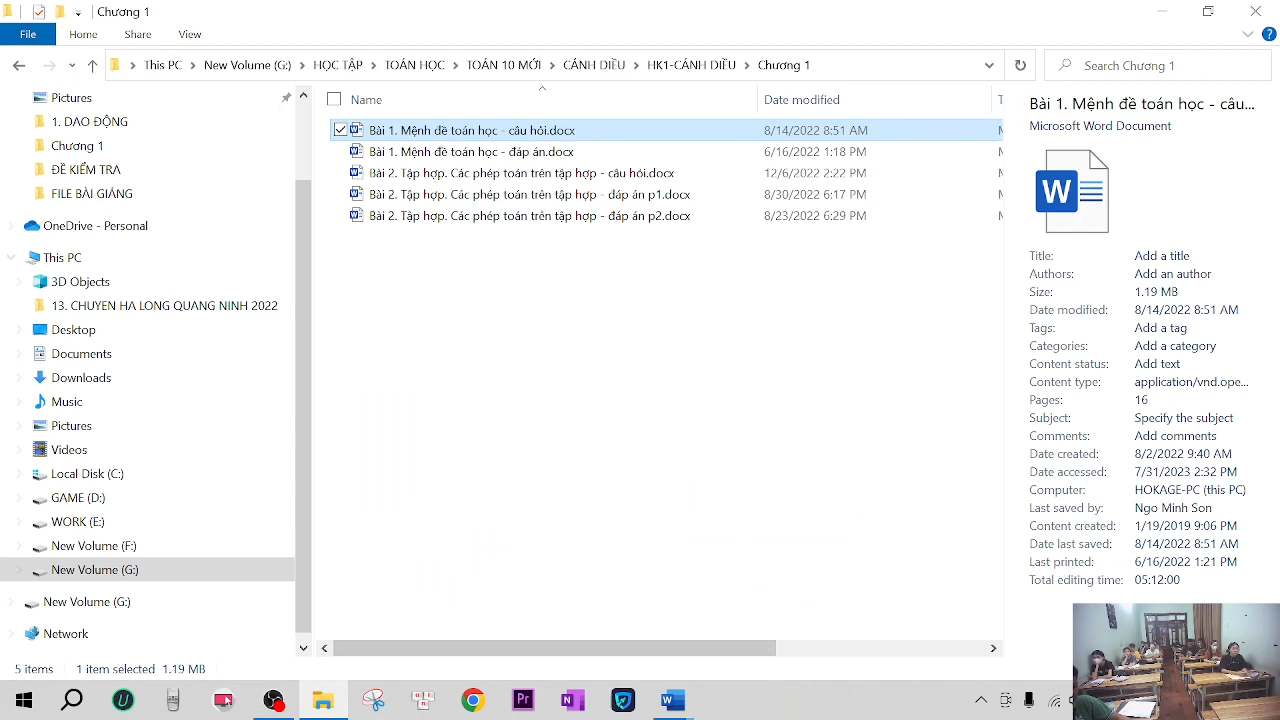 Chương 1
File
Home
Share
View
This PC
New Volume (G:)
HỌC TẬP
TOÁN HỌC
TOÁN 10 MỚI
CÁNH DIỀU
HK1-CÁNH DIỀU
Chương 1
Search Chương 1
Pictures
1. DAO ĐỘNG
Chương 1
ĐỀ KIỂM TRA
FILE BÀI GIẢNG
OneDrive - Personal
This PC
3D Objects
13. CHUYEN HA LONG QUANG NINH 2022
Desktop
Documents
Downloads
Music
Pictures
Videos
Local Disk (C:)
GAME (D:)
WORK (E:)
New Volume (F:)
New Volume (G:)
New Volume (G:)
Network
Name Date modified T
Bài 1. Mệnh đề toán học - câu hỏi.docx 8/14/2022 8:51 AM
Bài 1. Mệnh đề toán học - đáp án.docx 6/16/2022 1:18 PM
Bài 2. Tập hợp. Các phép toán trên tập hợp - câu hỏi.docx 12/6/2022 2:22 PM
Bài 2. Tập hợp. Các phép toán trên tập hợp - đáp án p1.docx 8/30/2022 6:17 PM
Bài 2. Tập hợp. Các phép toán trên tập hợp - đáp án p2.docx 8/23/2022 6:29 PM
Bài 1. Mệnh đề toán học - câu...
Microsoft Word Document
W
Title: Add a title
Authors: Add an author
Size: 1.19 MB
Date modified: 8/14/2022 8:51 AM
Tags: Add a tag
Categories: Add a category
Content status: Add text
Content type: application/vnd.ope...
Pages: 16
Subject: Specify the subject
Comments: Add comments
Date created: 8/2/2022 9:40 AM
Date accessed: 7/31/2023 2:32 PM
Computer: HOKAGE-PC (this PC)
Last saved by: Ngo Minh Son
Content created: 1/19/2019 9:06 PM
Date last saved: 8/14/2022 8:51 AM
Last printed: 6/16/2022 1:21 PM
Total editing time: 05:12:00
5 items 1 item selected 1.19 MB
U
Pr
N
W